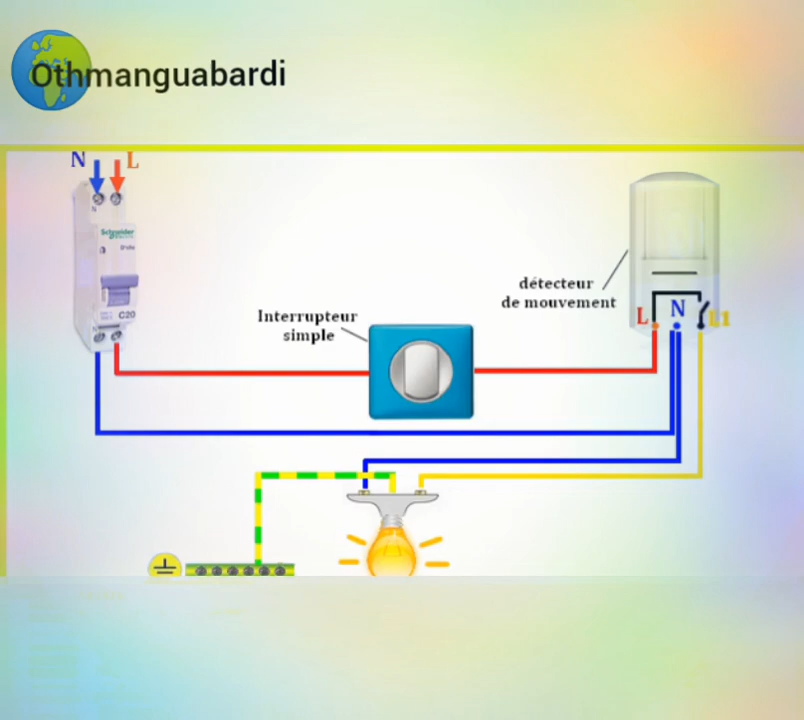 Othmanguabardi
N L
N
Schneider
C20
détecteur
de mouvement
Interrupteur
simple
L N L1